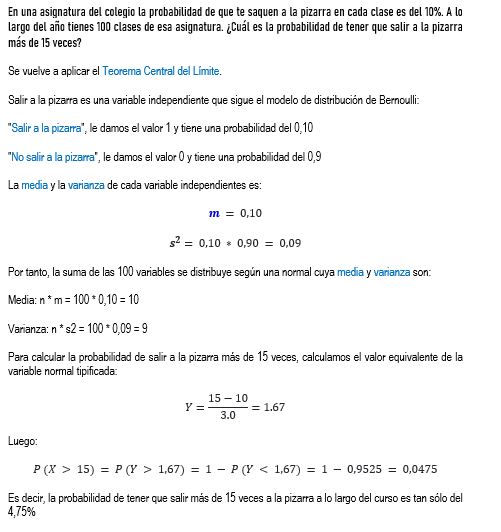 En una asignatura del colegio la probabilidad de que te saquen a la pizarra en cada clase es del 10%. A lo
largo del año tienes 100 clases de esa asignatura. ¿Cuál es la probabilidad de tener que salir a la pizarra
más de 15 veces?
Se vuelve a aplicar el Teorema Central del Límite.
Salir a la pizarra es una variable independiente que sigue el modelo de distribución de Bernoulli:
"Salir a la pizarra", le damos el valor 1 y tiene una probabilidad del 0,10
"No salir a la pizarra", le damos el valor 0 y tiene una probabilidad del 0,9
La media y la varianza de cada variable independientes es:
m = 0,10
s² = 0,10 * 0,90 = 0,09
Por tanto, la suma de las 100 variables se distribuye según una normal cuya media y varianza son:
Media: n * m = 100 * 0,10 = 10
Varianza: n * s2 = 100 * 0,09 = 9
Para calcular la probabilidad de salir a la pizarra más de 15 veces, calculamos el valor equivalente de la
variable normal tipificada:
Y = (15 − 10)/3.0 = 1.67
Luego:
P (X > 15) = P (Y > 1,67) = 1 − P (Y < 1,67) = 1 − 0,9525 = 0,0475
Es decir, la probabilidad de tener que salir más de 15 veces a la pizarra a lo largo del curso es tan sólo del
4,75%